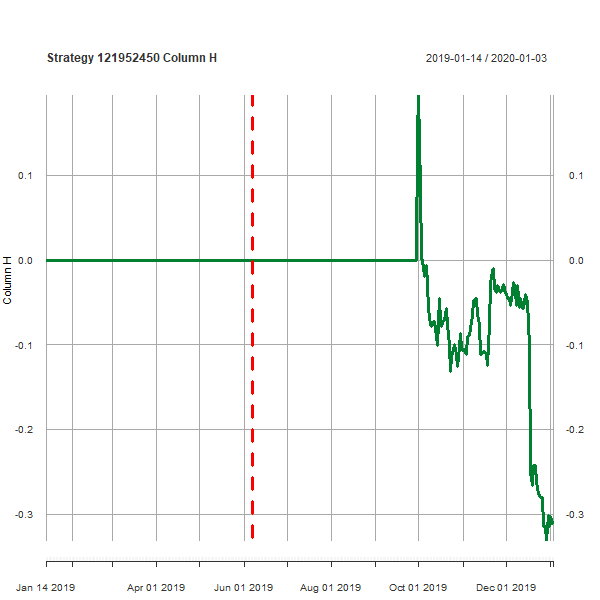 Strategy 121952450 Column H
2019-01-14 / 2020-01-03
0.1
0.1
0.0
0.0
Column H
-0.1
-0.1
-0.2
-0.2
-0.3
-0.3
Jan 14 2019
Apr 01 2019
Jun 01 2019
Aug 01 2019
Oct 01 2019
Dec 01 2019